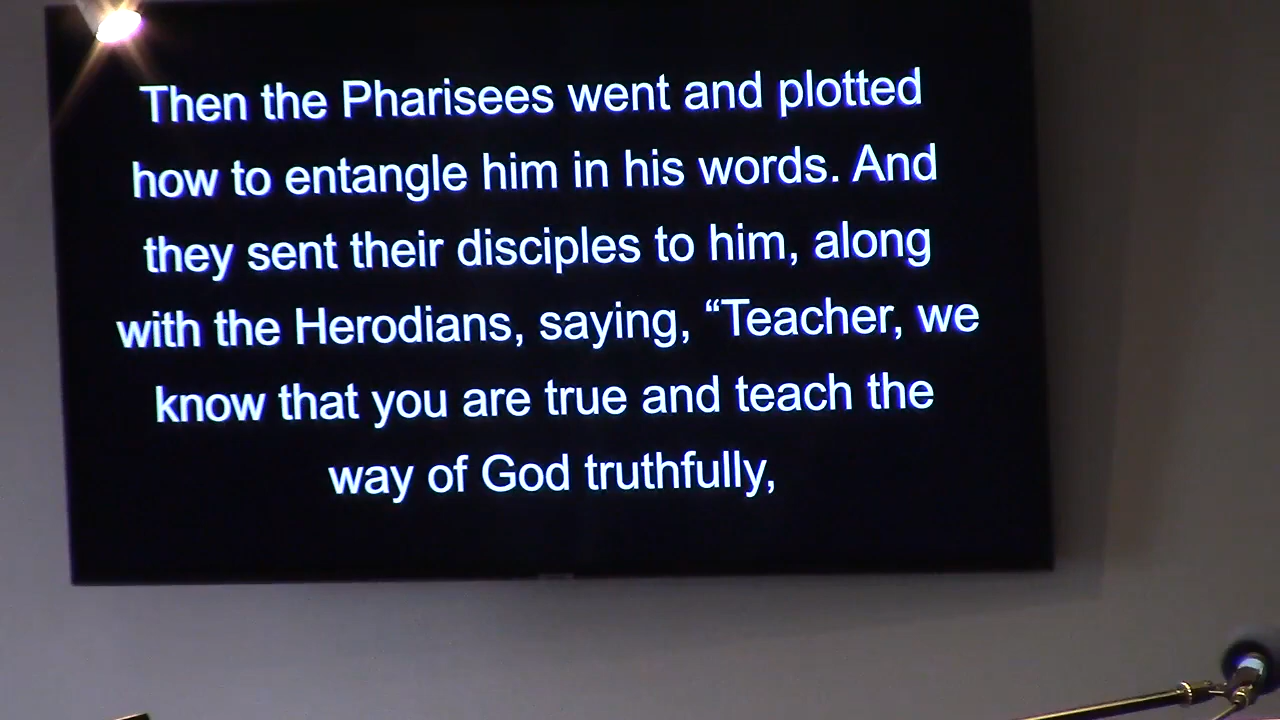 Then the Pharisees went and plotted
how to entangle him in his words. And
they sent their disciples to him, along
with the Herodians, saying, “Teacher, we
know that you are true and teach the
way of God truthfully,